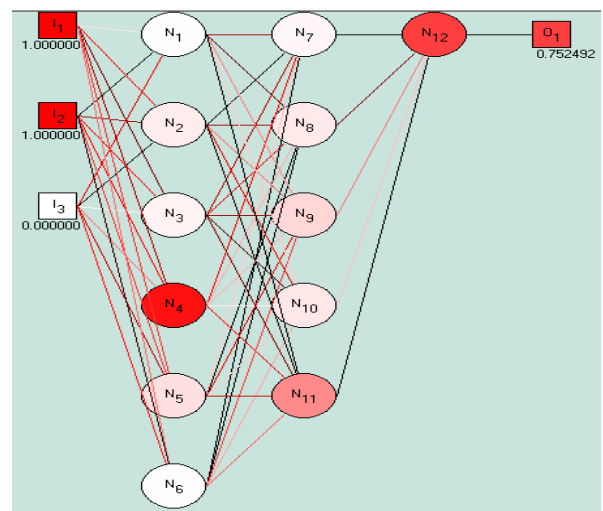 I1 N1 N7 N12 O1
1.000000 0.752492
I2 N2 N8
1.000000
I3 N3 N9
0.000000
N4 N10
N5 N11
N6